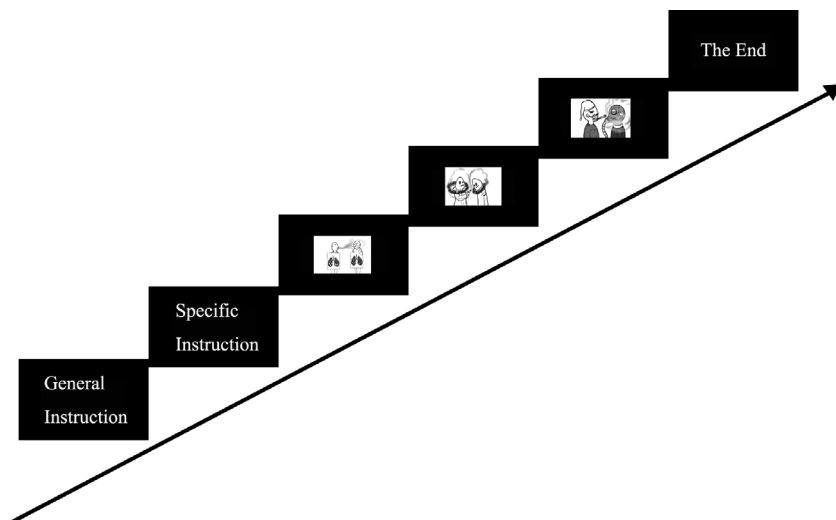 General
Instruction
Specific
Instruction
The End